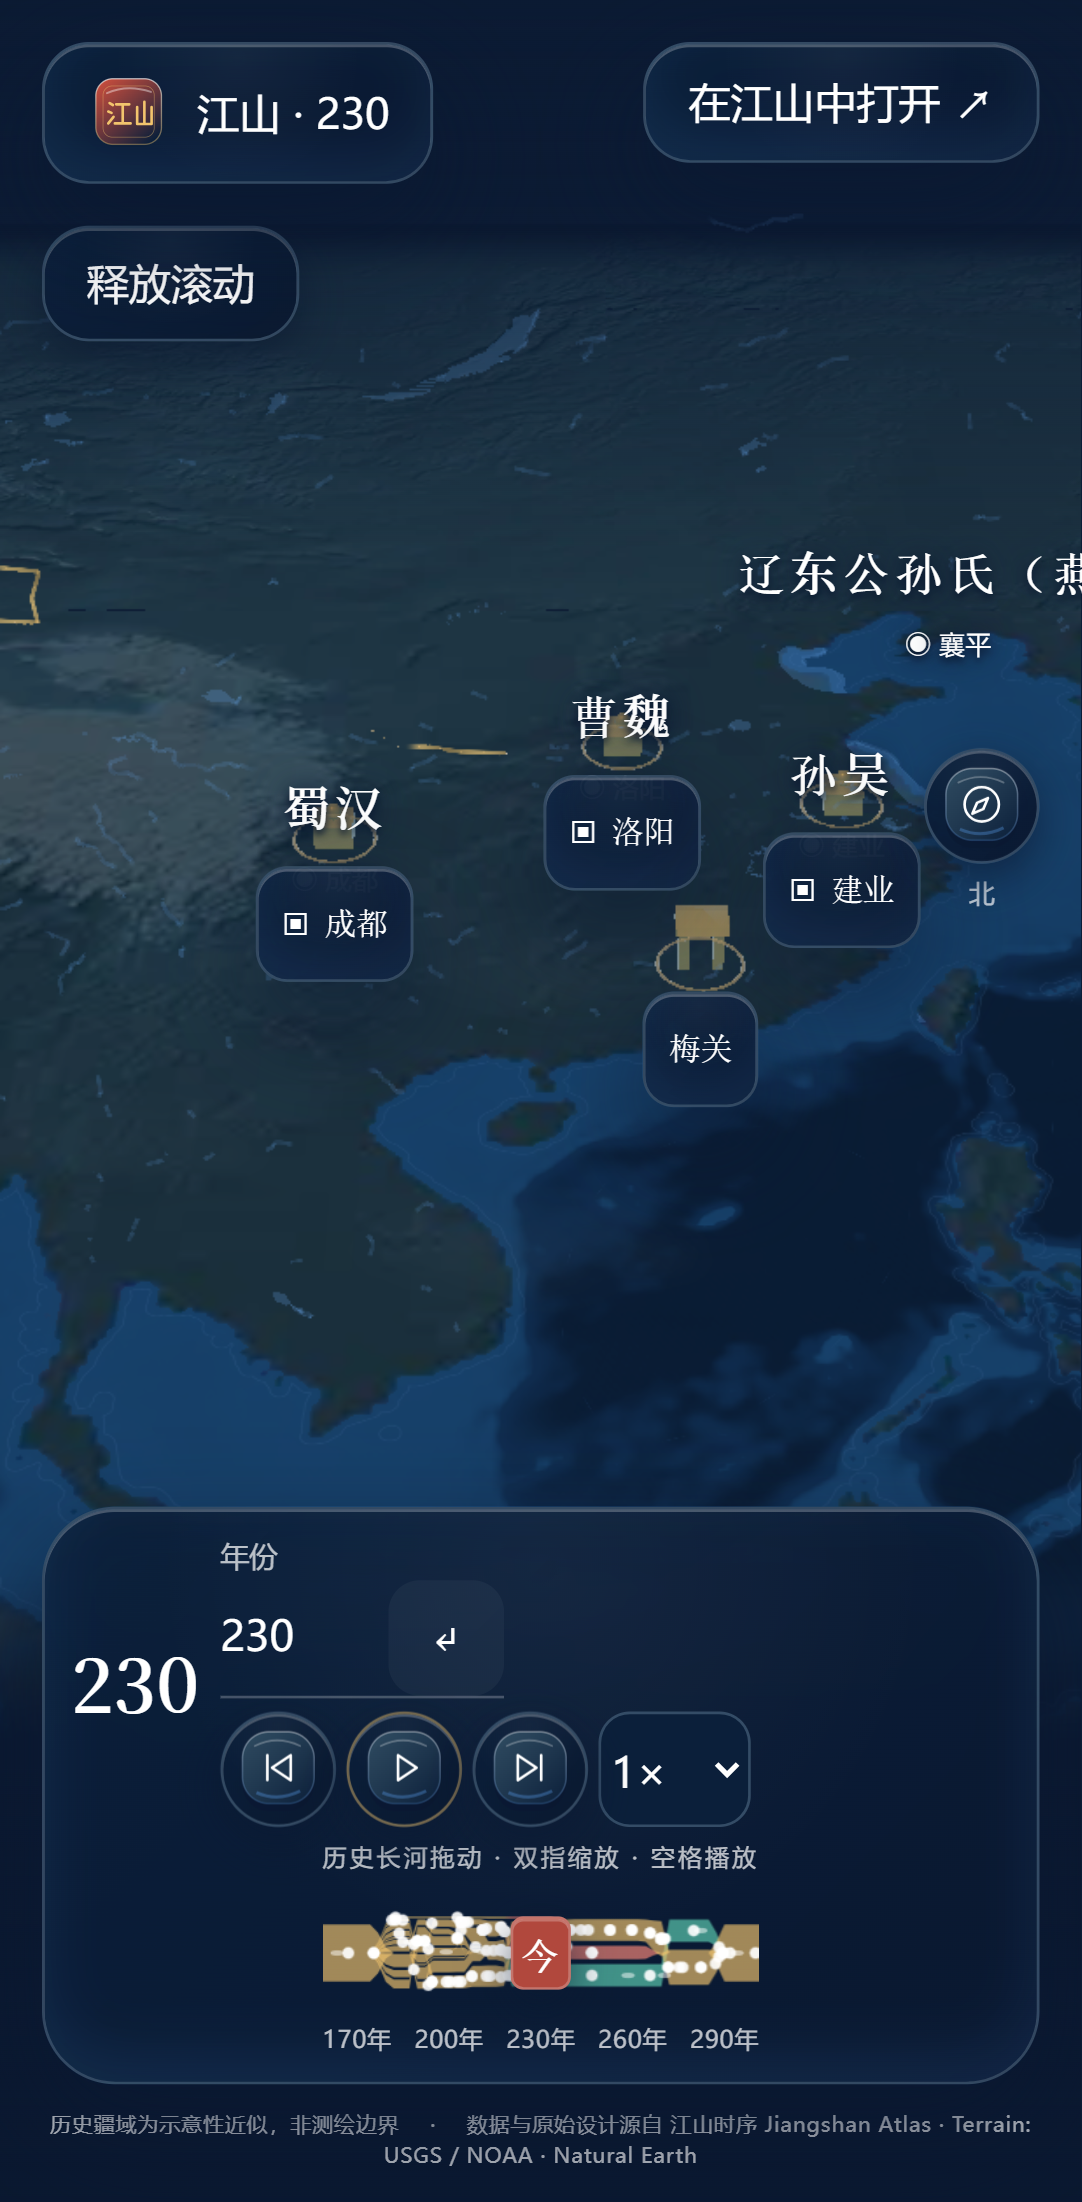 江山
江山 · 230
在江山中打开 ↗
释放滚动
辽东公孙氏（燕
襄平
曹魏
洛阳
孙吴
建业
北
蜀汉
成都
梅关
年份
230
230
1×
历史长河拖动 · 双指缩放 · 空格播放
今
170年 200年 230年 260年 290年
历史疆域为示意性近似，非测绘边界 · 数据与原始设计源自 江山时序 Jiangshan Atlas · Terrain:
USGS / NOAA · Natural Earth